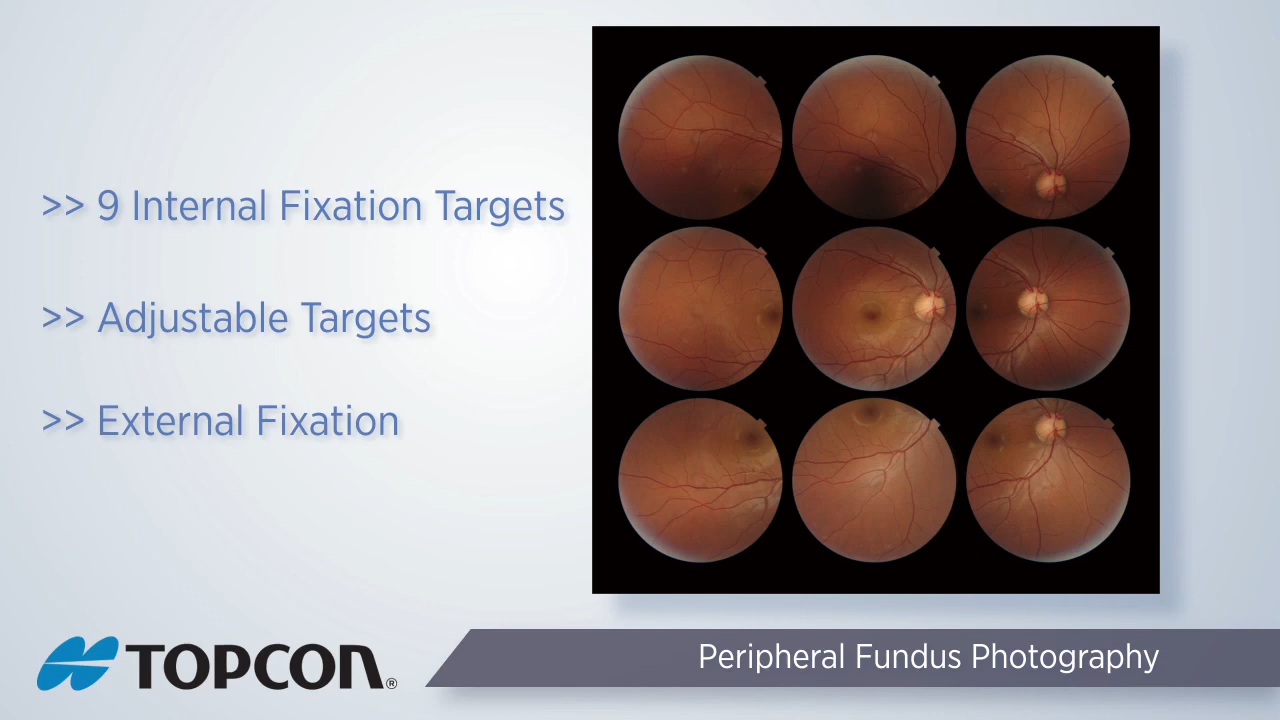 >> 9 Internal Fixation Targets
>> Adjustable Targets
>> External Fixation
TOPCON®
Peripheral Fundus Photography